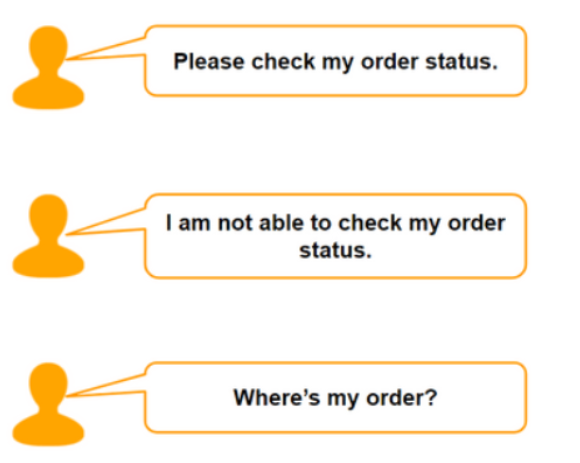 Please check my order status.
I am not able to check my order
status.
Where's my order?